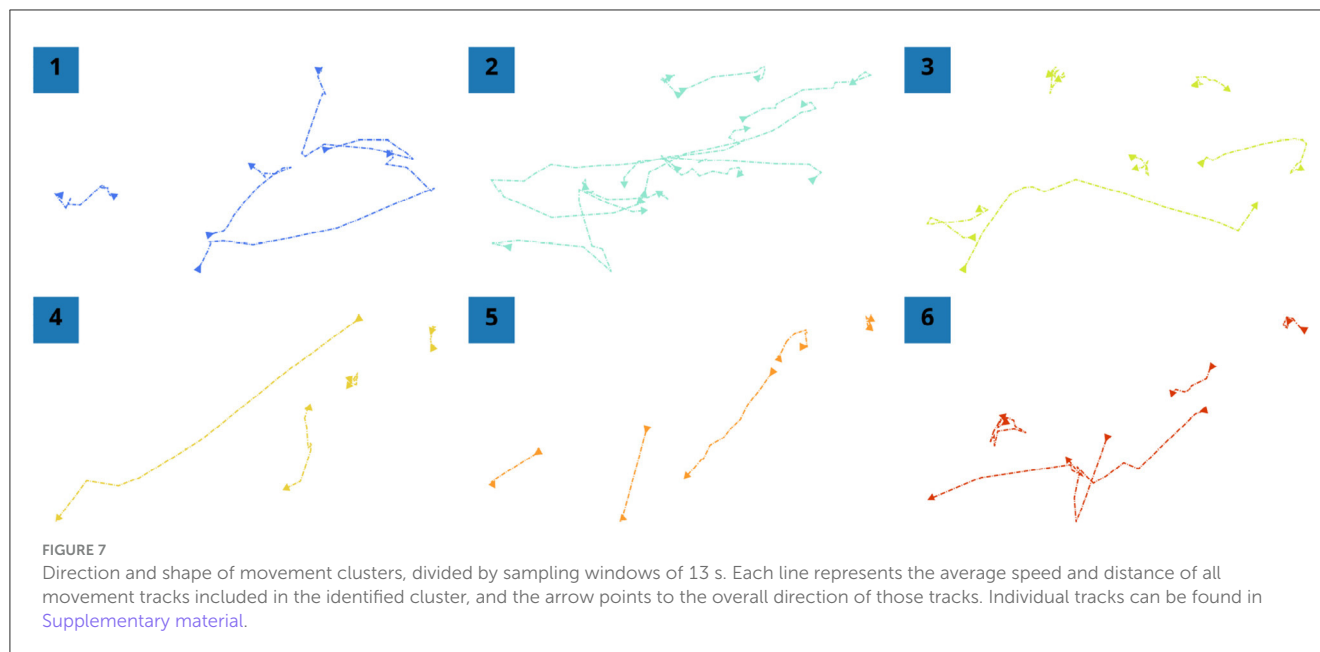 1
2
3
4
5
6
FIGURE 7
Direction and shape of movement clusters, divided by sampling windows of 13 s. Each line represents the average speed and distance of all
movement tracks included in the identified cluster, and the arrow points to the overall direction of those tracks. Individual tracks can be found in
Supplementary material.